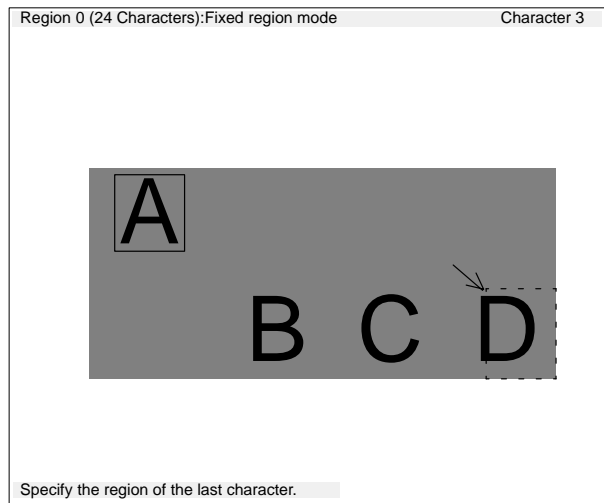 Region 0 (24 Characters):Fixed region mode Character 3
A
B C D
Specify the region of the last character.